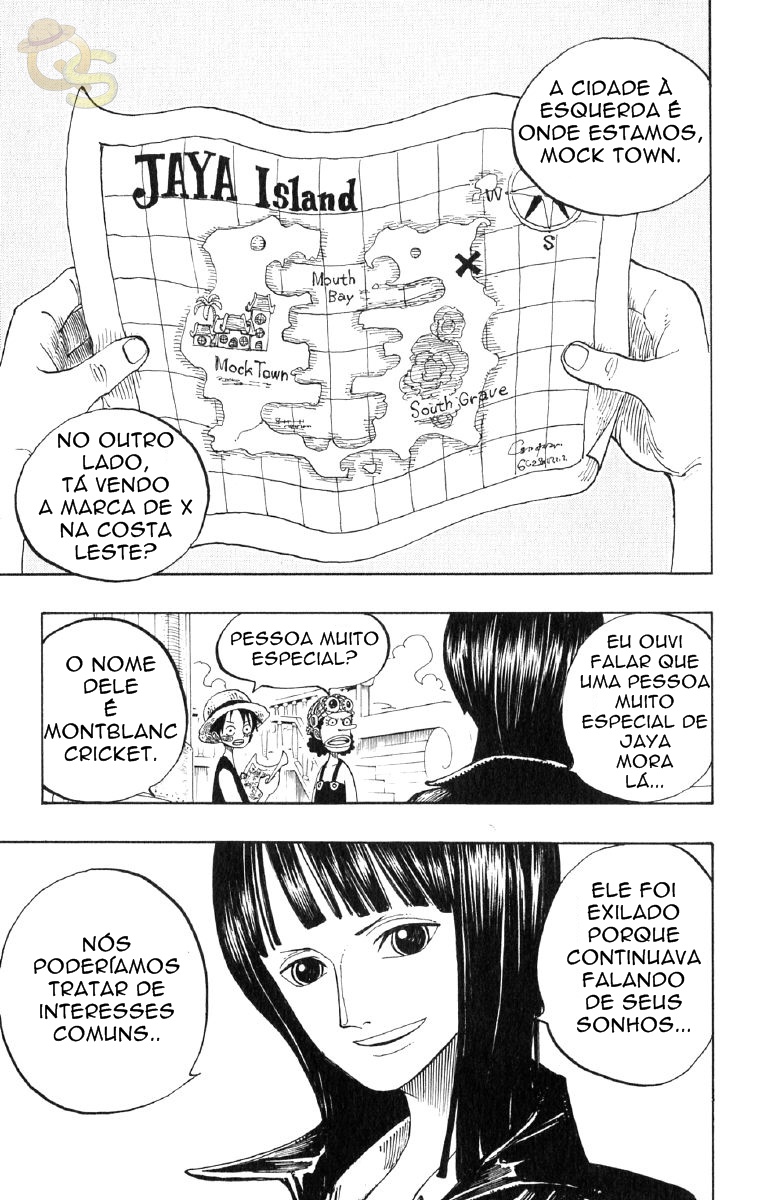 OS
A CIDADE À
ESQUERDA É
ONDE ESTAMOS,
MOCK TOWN.
JAYA Island
W
S
Mouth
Bay
Mock Town
South Grave
NO OUTRO
LADO,
TÁ VENDO
A MARCA DE X
NA COSTA
LESTE?
EU OUVI
FALAR QUE
UMA PESSOA
MUITO
ESPECIAL DE
JAYA
MORA
LÁ...
PESSOA MUITO
ESPECIAL?
O NOME
DELE
É
MONTBLANC
CRICKET.
ELE FOI
EXILADO
PORQUE
CONTINUAVA
FALANDO
DE SEUS
SONHOS...
NÓS
PODERÍAMOS
TRATAR DE
INTERESSES
COMUNS..